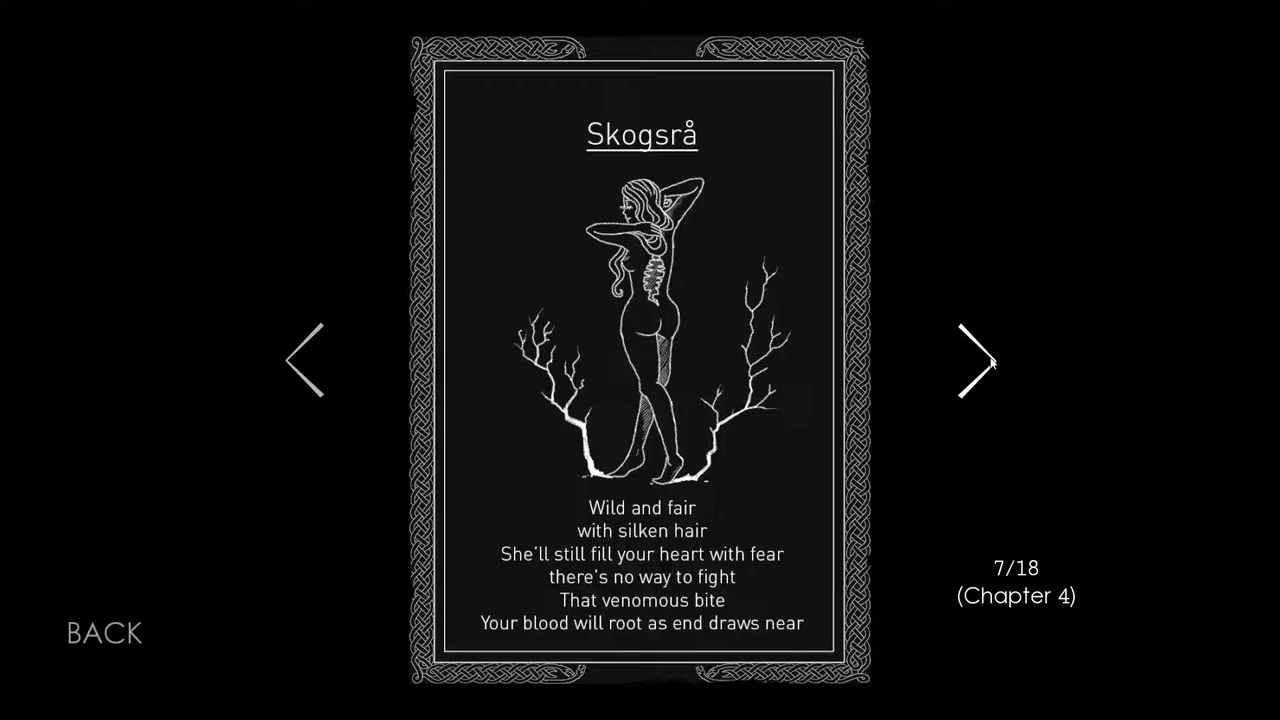 Skogsrå
Wild and fair
with silken hair
She'll still fill your heart with fear
there's no way to fight
That venomous bite
Your blood will root as end draws near
7/18
(Chapter 4)
BACK